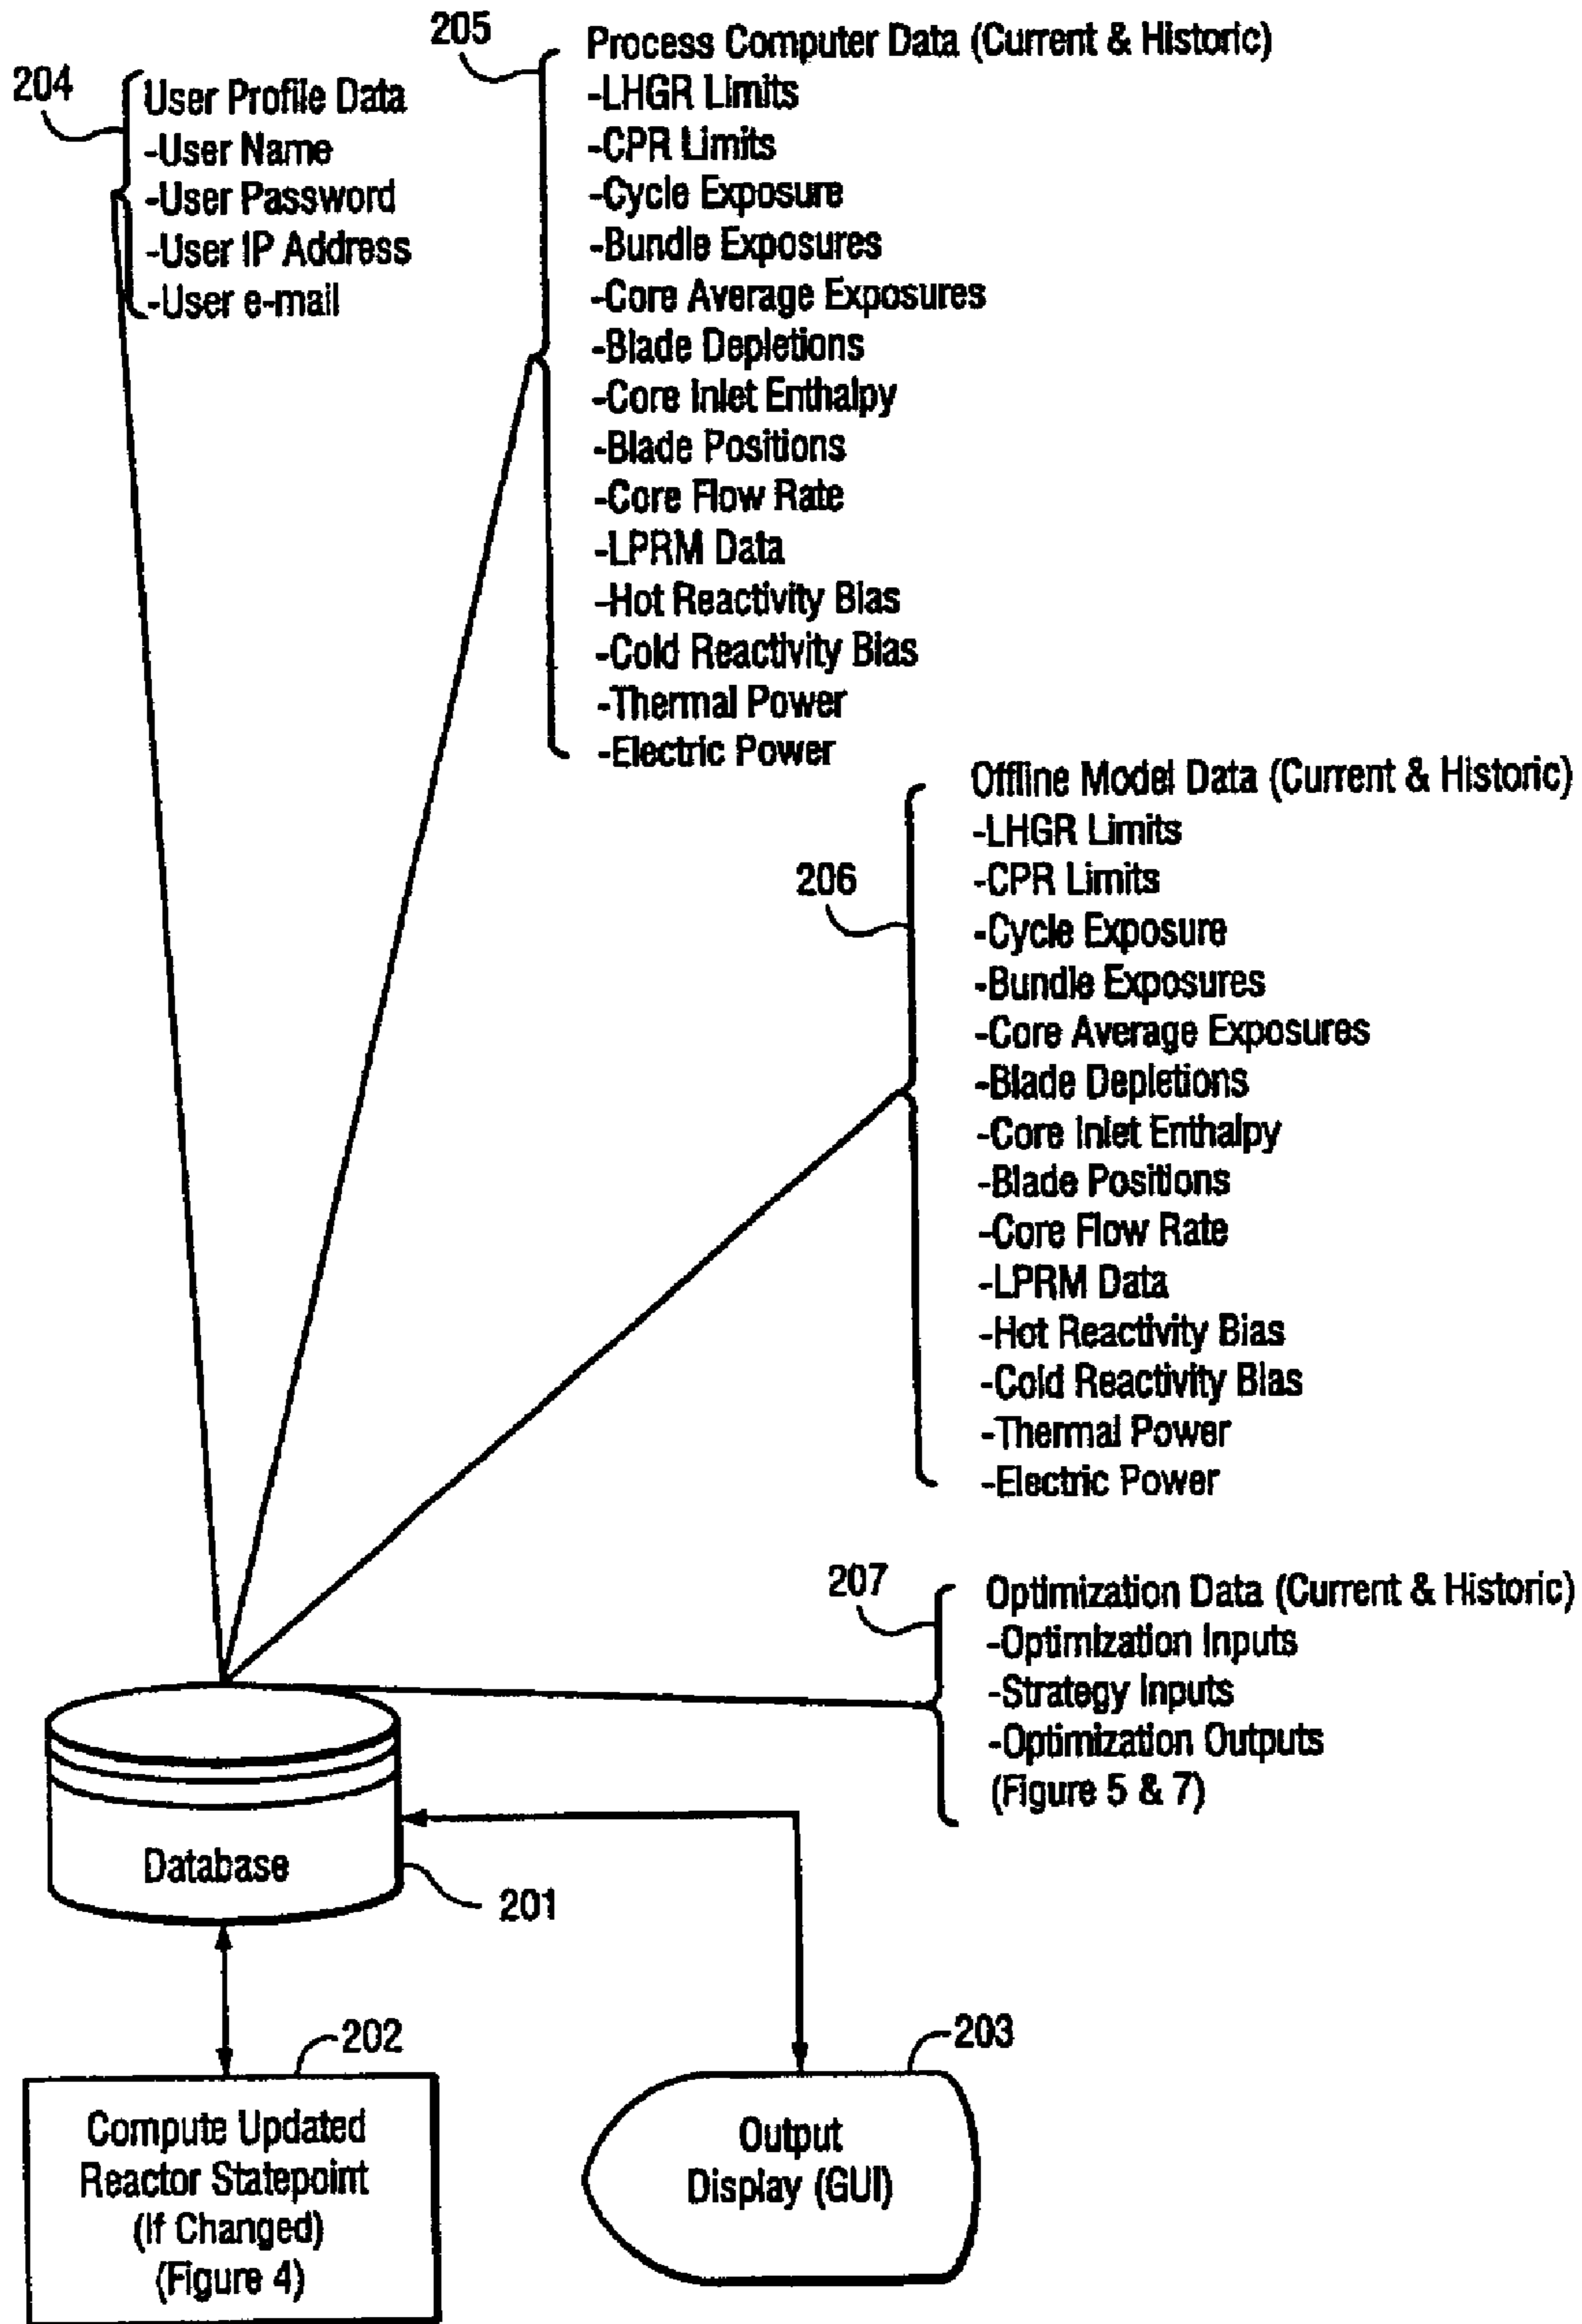 204
User Profile Data
-User Name
-User Password
-User IP Address
-User e-mail
205
Process Computer Data (Current & Historic)
-LHGR Limits
-CPR Limits
-Cycle Exposure
-Bundle Exposures
-Core Average Exposures
-Blade Depletions
-Core Inlet Enthalpy
-Blade Positions
-Core Flow Rate
-LPRM Data
-Hot Reactivity Bias
-Cold Reactivity Bias
-Thermal Power
-Electric Power
206
Offline Model Data (Current & Historic)
-LHGR Limits
-CPR Limits
-Cycle Exposure
-Bundle Exposures
-Core Average Exposures
-Blade Depletions
-Core Inlet Enthalpy
-Blade Positions
-Core Flow Rate
-LPRM Data
-Hot Reactivity Bias
-Cold Reactivity Bias
-Thermal Power
-Electric Power
207
Optimization Data (Current & Historic)
-Optimization Inputs
-Strategy Inputs
-Optimization Outputs
(Figure 5 & 7)
Database
201
202
Compute Updated
Reactor Statepoint
(If Changed)
(Figure 4)
203
Output
Display (GUI)